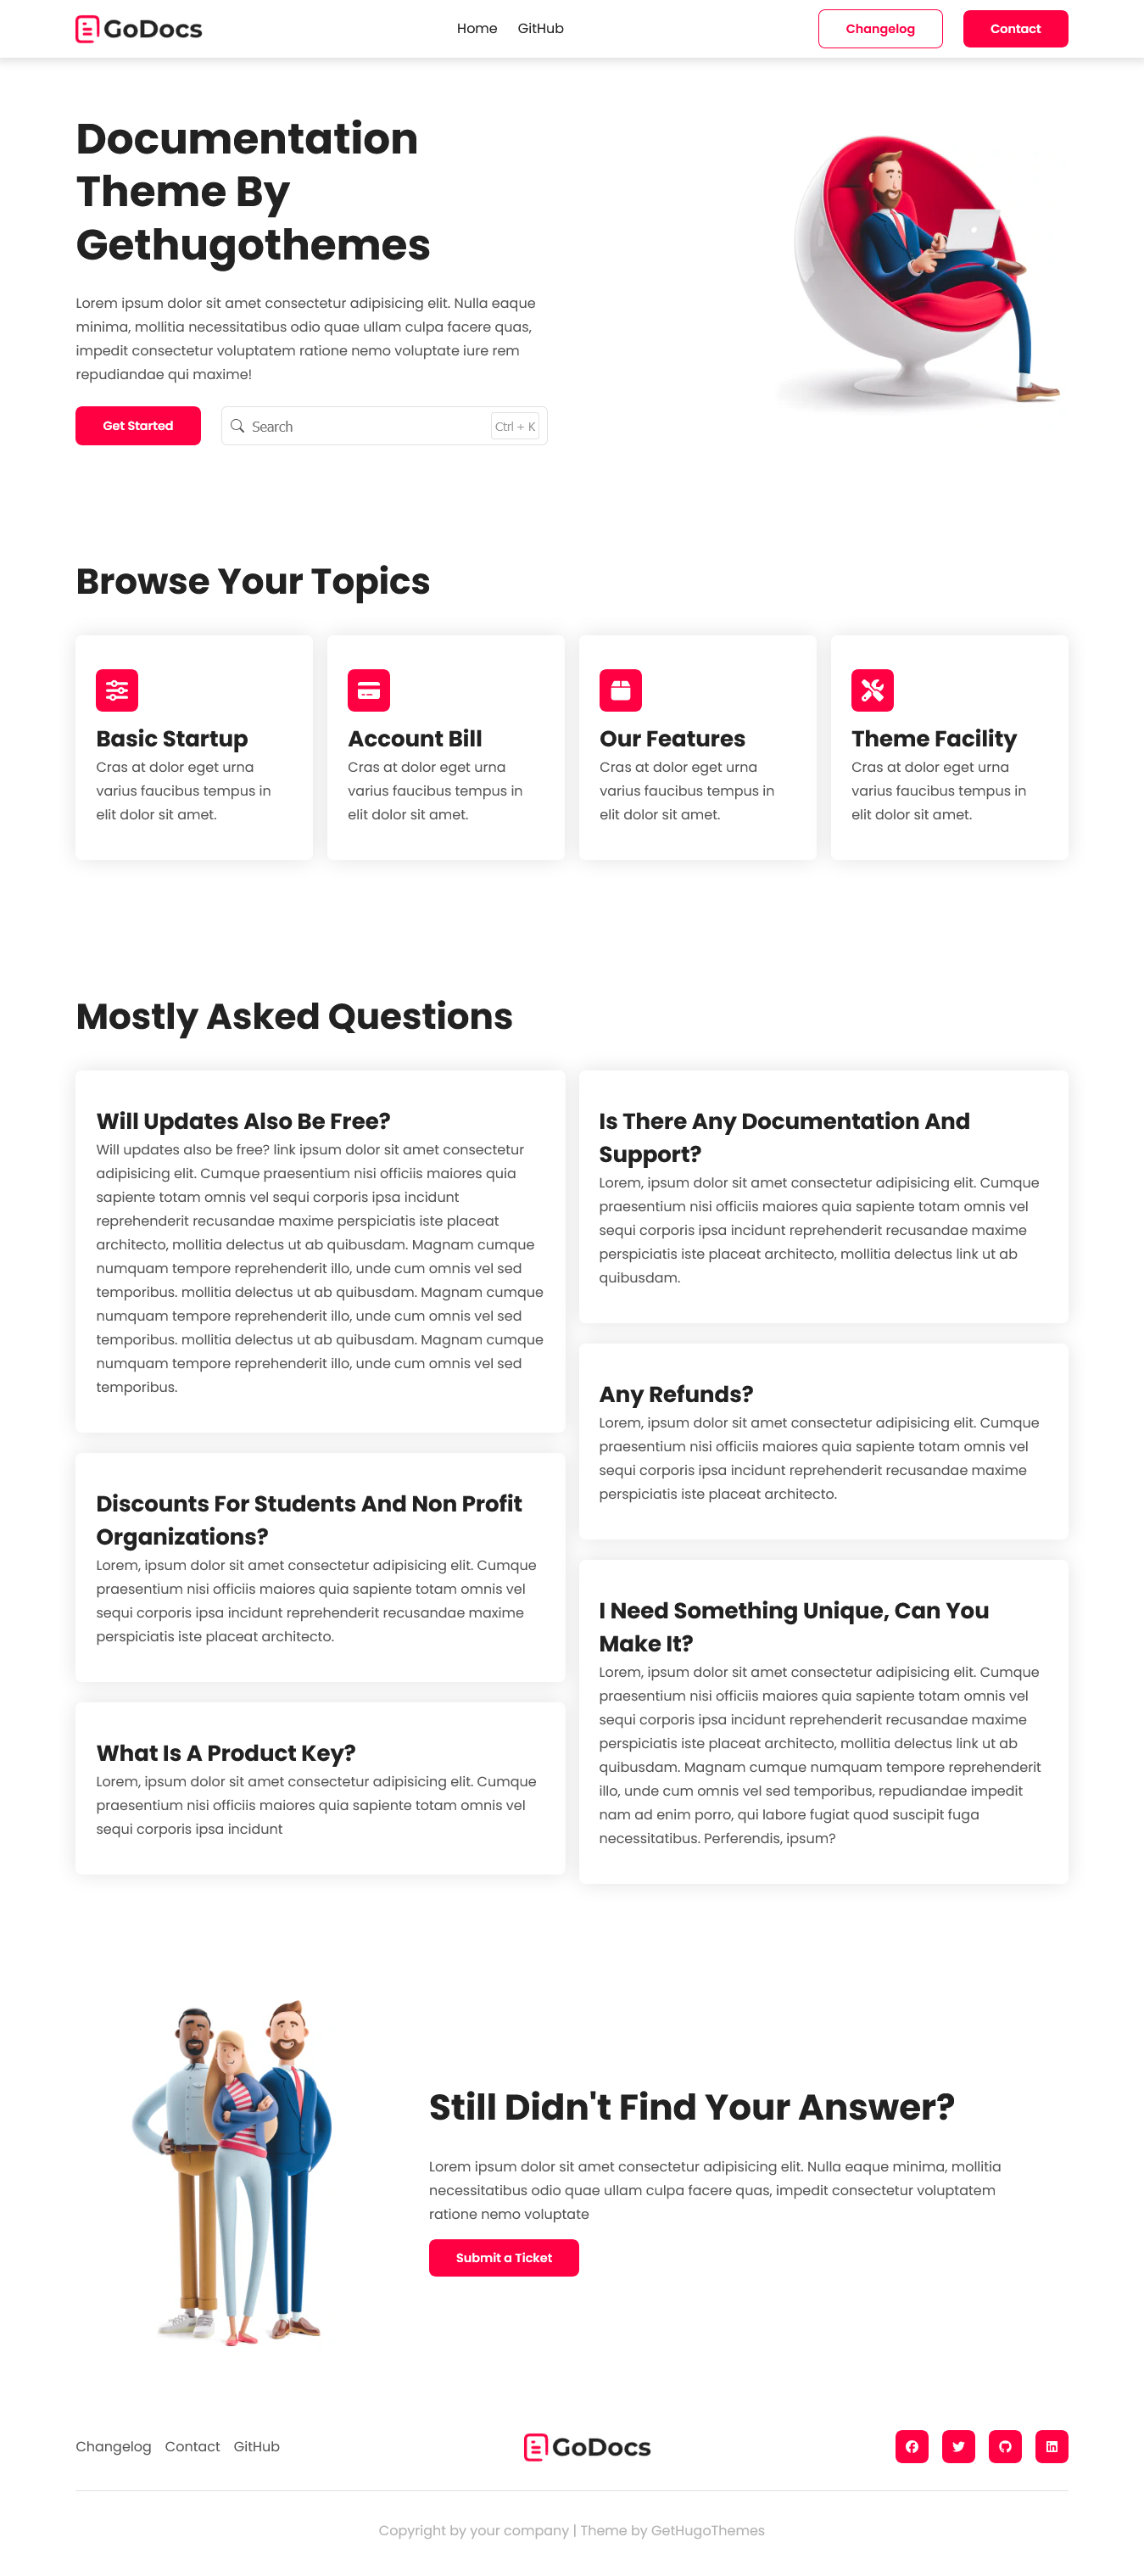 GoDocs
Home GitHub
Changelog
Contact
Documentation
Theme By
Gethugothemes
Lorem ipsum dolor sit amet consectetur adipisicing elit. Nulla eaque
minima, mollitia necessitatibus odio quae ullam culpa facere quas,
impedit consectetur voluptatem ratione nemo voluptate iure rem
repudiandae qui maxime!
Get Started
Search
Ctrl + K
Browse Your Topics
Basic Startup
Cras at dolor eget urna
varius faucibus tempus in
elit dolor sit amet.
Account Bill
Cras at dolor eget urna
varius faucibus tempus in
elit dolor sit amet.
Our Features
Cras at dolor eget urna
varius faucibus tempus in
elit dolor sit amet.
Theme Facility
Cras at dolor eget urna
varius faucibus tempus in
elit dolor sit amet.
Mostly Asked Questions
Will Updates Also Be Free?
Will updates also be free? link ipsum dolor sit amet consectetur
adipisicing elit. Cumque praesentium nisi officiis maiores quia
sapiente totam omnis vel sequi corporis ipsa incidunt
reprehenderit recusandae maxime perspiciatis iste placeat
architecto, mollitia delectus ut ab quibusdam. Magnam cumque
numquam tempore reprehenderit illo, unde cum omnis vel sed
temporibus. mollitia delectus ut ab quibusdam. Magnam cumque
numquam tempore reprehenderit illo, unde cum omnis vel sed
temporibus. mollitia delectus ut ab quibusdam. Magnam cumque
numquam tempore reprehenderit illo, unde cum omnis vel sed
temporibus.
Discounts For Students And Non Profit
Organizations?
Lorem, ipsum dolor sit amet consectetur adipisicing elit. Cumque
praesentium nisi officiis maiores quia sapiente totam omnis vel
sequi corporis ipsa incidunt reprehenderit recusandae maxime
perspiciatis iste placeat architecto.
What Is A Product Key?
Lorem, ipsum dolor sit amet consectetur adipisicing elit. Cumque
praesentium nisi officiis maiores quia sapiente totam omnis vel
sequi corporis ipsa incidunt
Is There Any Documentation And
Support?
Lorem, ipsum dolor sit amet consectetur adipisicing elit. Cumque
praesentium nisi officiis maiores quia sapiente totam omnis vel
sequi corporis ipsa incidunt reprehenderit recusandae maxime
perspiciatis iste placeat architecto, mollitia delectus link ut ab
quibusdam.
Any Refunds?
Lorem, ipsum dolor sit amet consectetur adipisicing elit. Cumque
praesentium nisi officiis maiores quia sapiente totam omnis vel
sequi corporis ipsa incidunt reprehenderit recusandae maxime
perspiciatis iste placeat architecto.
I Need Something Unique, Can You
Make It?
Lorem, ipsum dolor sit amet consectetur adipisicing elit. Cumque
praesentium nisi officiis maiores quia sapiente totam omnis vel
sequi corporis ipsa incidunt reprehenderit recusandae maxime
perspiciatis iste placeat architecto, mollitia delectus link ut ab
quibusdam. Magnam cumque numquam tempore reprehenderit
illo, unde cum omnis vel sed temporibus, repudiandae impedit
nam ad enim porro, qui labore fugiat quod suscipit fuga
necessitatibus. Perferendis, ipsum?
Still Didn't Find Your Answer?
Lorem ipsum dolor sit amet consectetur adipisicing elit. Nulla eaque minima, mollitia
necessitatibus odio quae ullam culpa facere quas, impedit consectetur voluptatem
ratione nemo voluptate
Submit a Ticket
Changelog Contact GitHub
GoDocs
Copyright by your company | Theme by GetHugoThemes